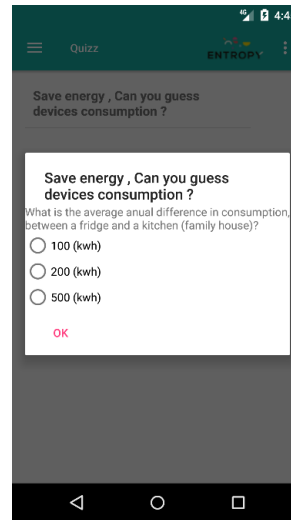 4G 4:4
Quizz
ENTROPY
Save energy , Can you guess
devices consumption ?
Save energy , Can you guess
devices consumption ?
What is the average anual difference in consumption,
between a fridge and a kitchen (family house)?
100 (kwh)
200 (kwh)
500 (kwh)
OK